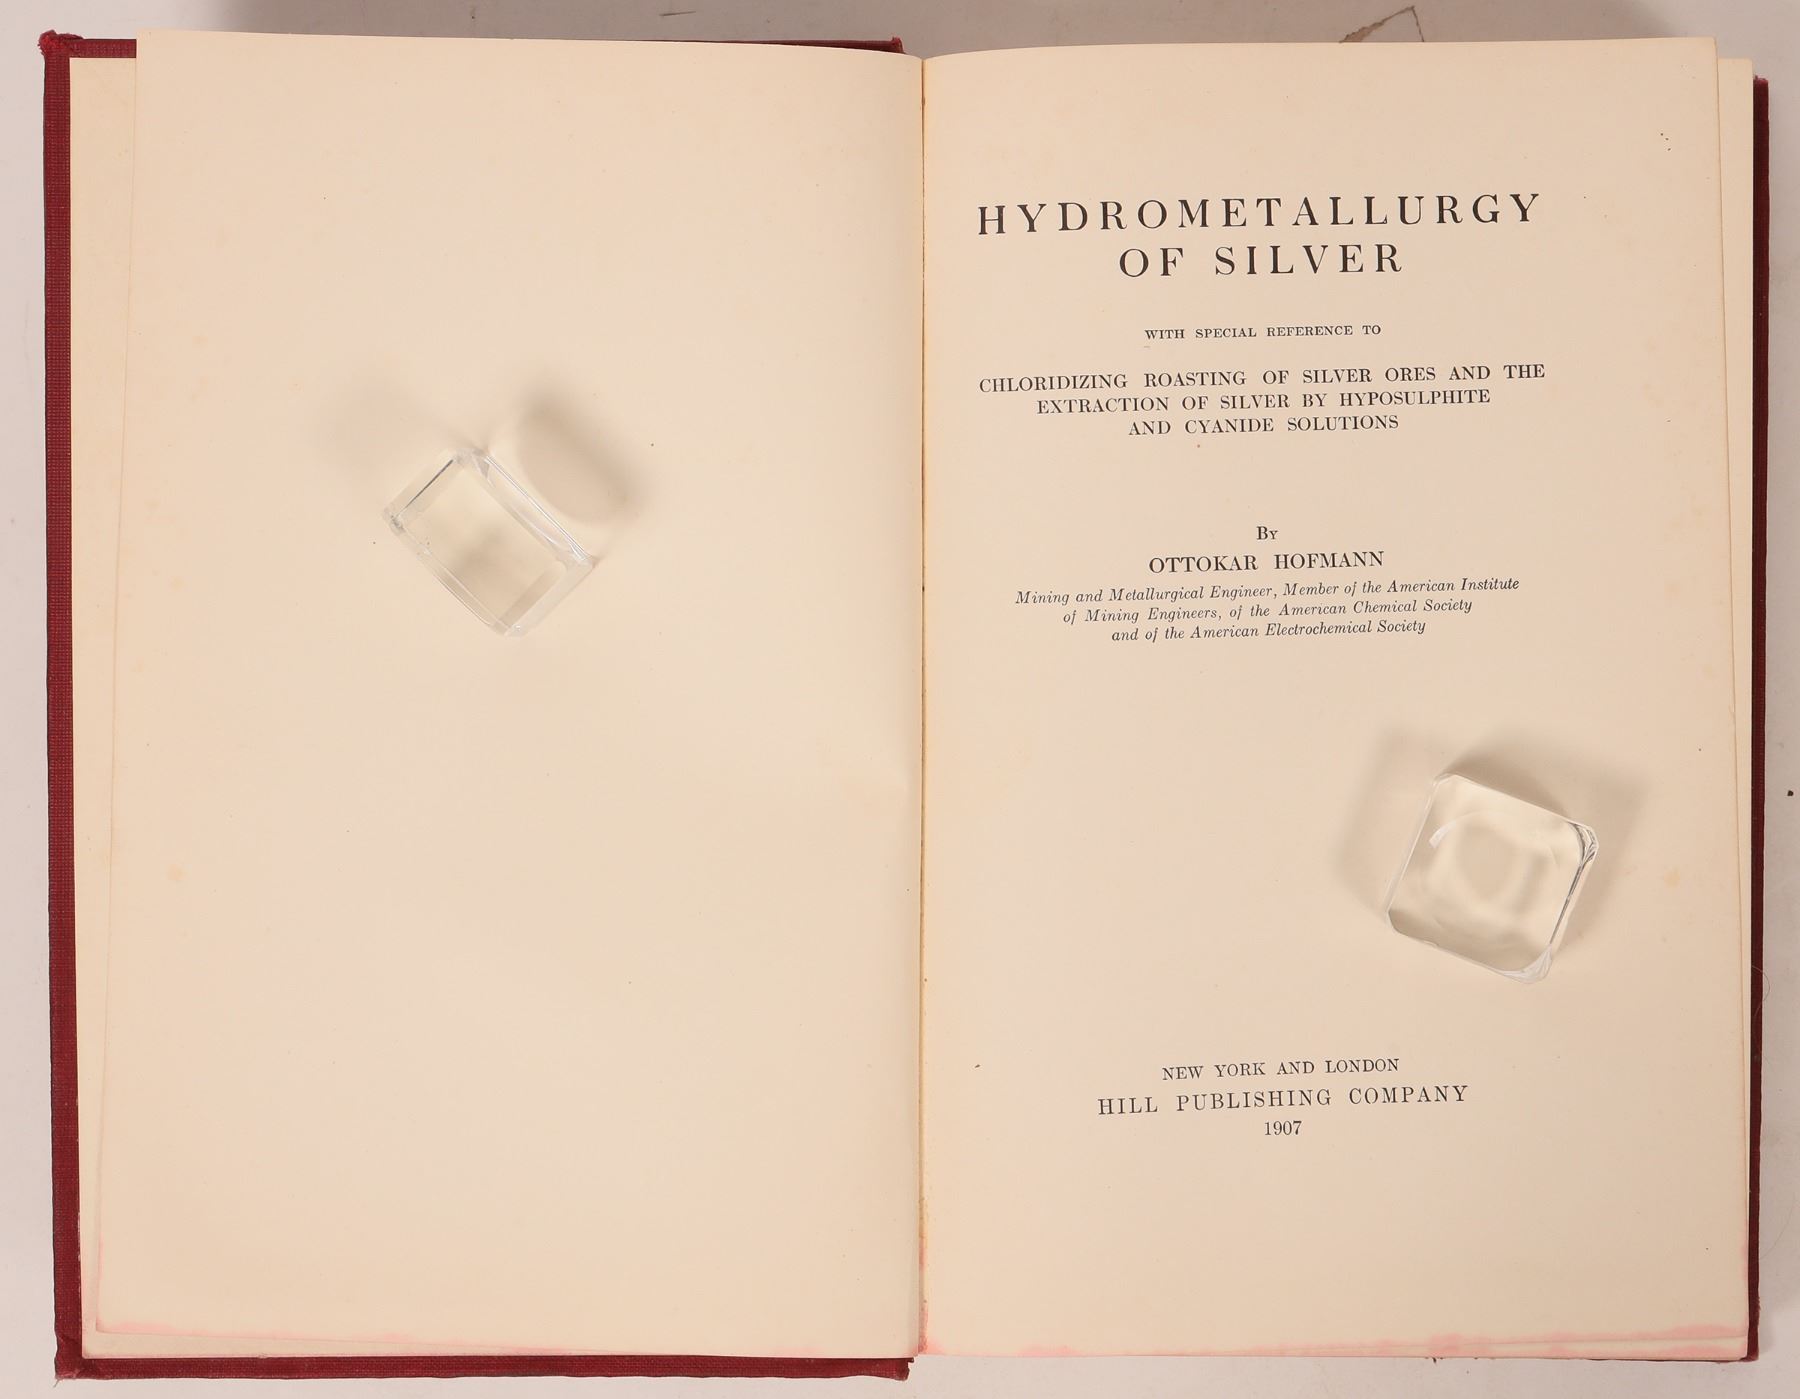 HYDROMETALLURGY
OF SILVER
WITH SPECIAL REFERENCE TO
CHLORIDIZING ROASTING OF SILVER ORES AND THE
EXTRACTION OF SILVER BY HYPOSULPHITE
AND CYANIDE SOLUTIONS
By
OTTOKAR HOFMANN
Mining and Metallurgical Engineer, Member of the American Institute
of Mining Engineers, of the American Chemical Society
and of the American Electrochemical Society
NEW YORK AND LONDON
HILL PUBLISHING COMPANY
1907